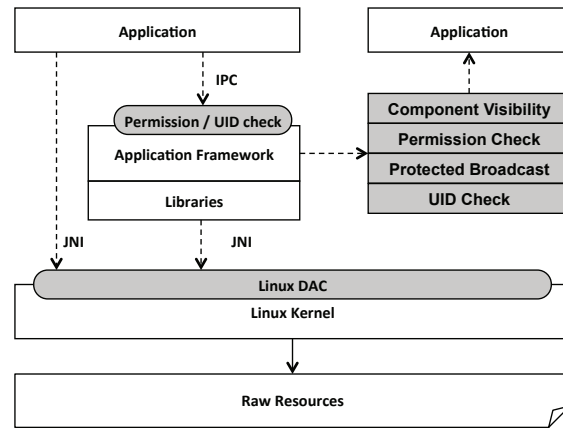 Application
Application
IPC
Component Visibility
Permission / UID check
Permission Check
Application Framework
Protected Broadcast
Libraries
UID Check
JNI
JNI
Linux DAC
Linux Kernel
Raw Resources